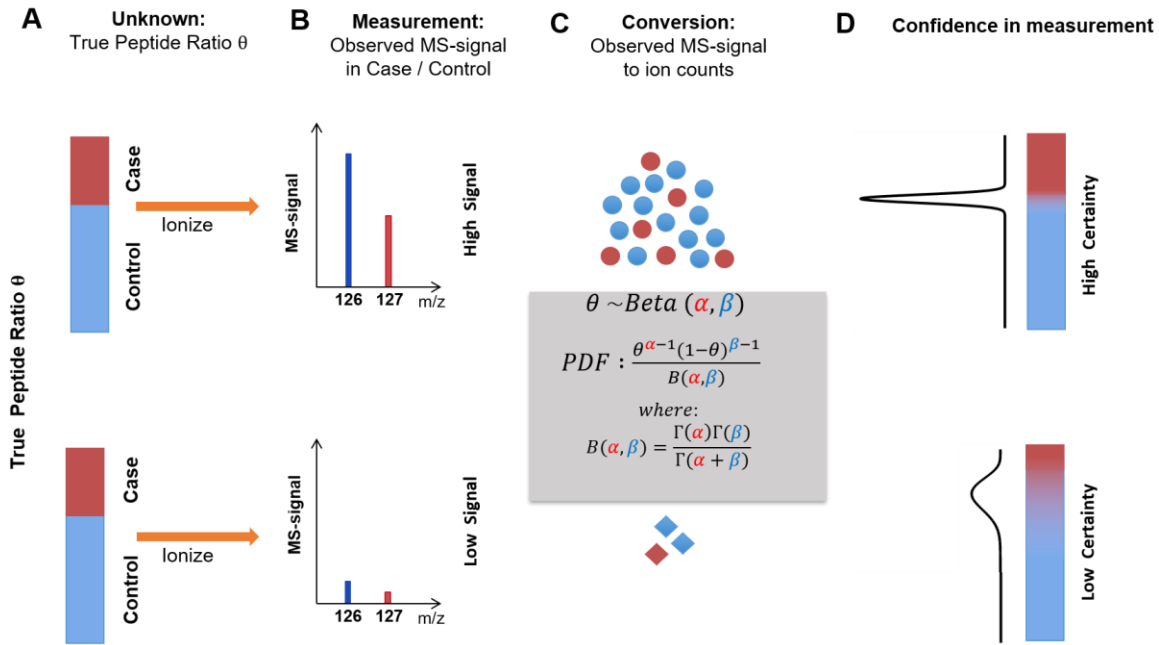 A
Unknown:
True Peptide Ratio θ
B
Measurement:
Observed MS-signal
in Case / Control
C
Conversion:
Observed MS-signal
to ion counts
D
Confidence in measurement
True Peptide Ratio θ
Case
Control
Ionize
MS-signal
126 127 m/z
High Signal
θ ~Beta (α,β)
PDF : θ^{α−1}(1−θ)^{β−1} / B(α,β)
where:
B(α,β) = Γ(α)Γ(β) / Γ(α + β)
High Certainty
Case
Control
Ionize
MS-signal
126 127 m/z
Low Signal
Low Certainty